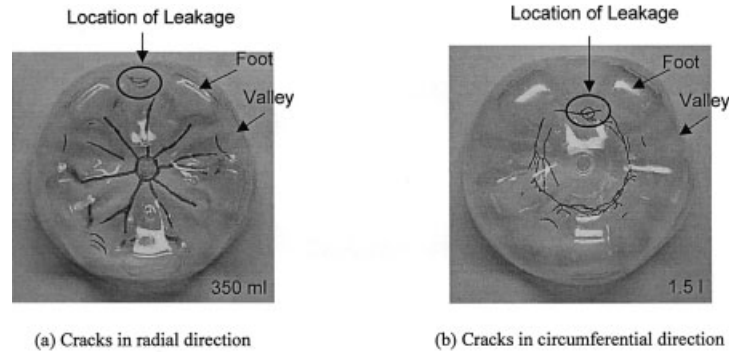 Location of Leakage
Foot
Valley
350 ml
(a) Cracks in radial direction
Location of Leakage
Foot
Valley
1.5 l
(b) Cracks in circumferential direction